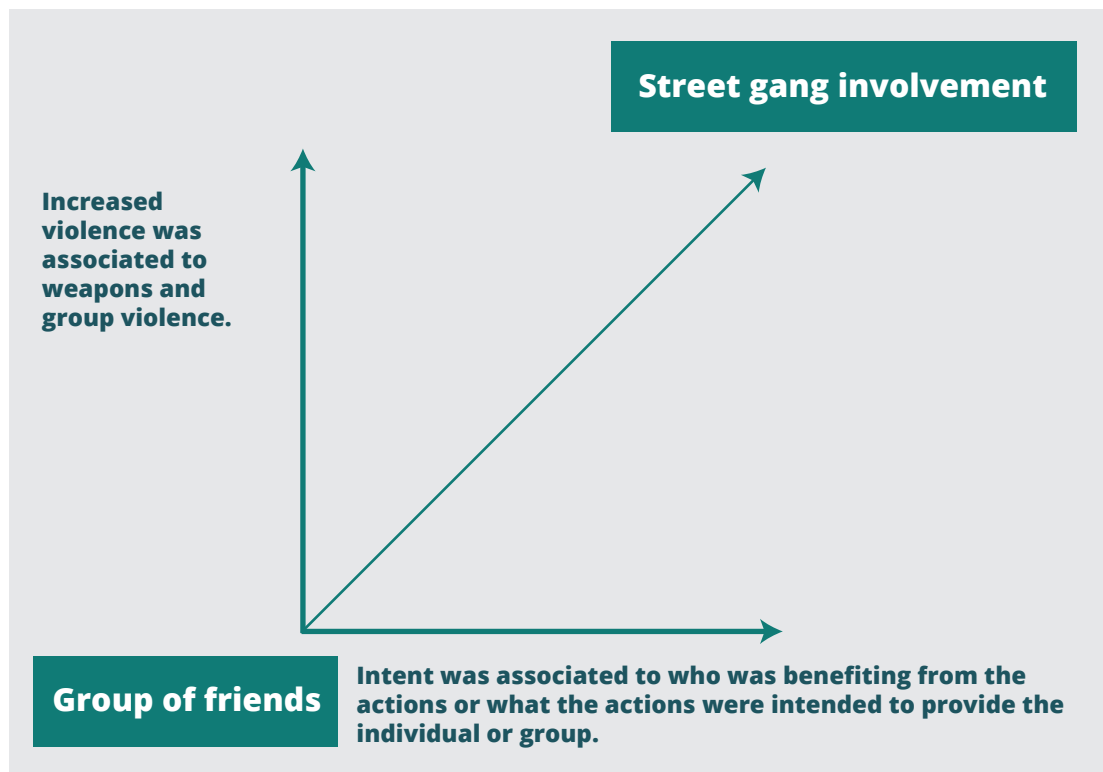 Street gang involvement
Increased
violence was
associated to
weapons and
group violence.
Group of friends
Intent was associated to who was benefiting from the
actions or what the actions were intended to provide the
individual or group.